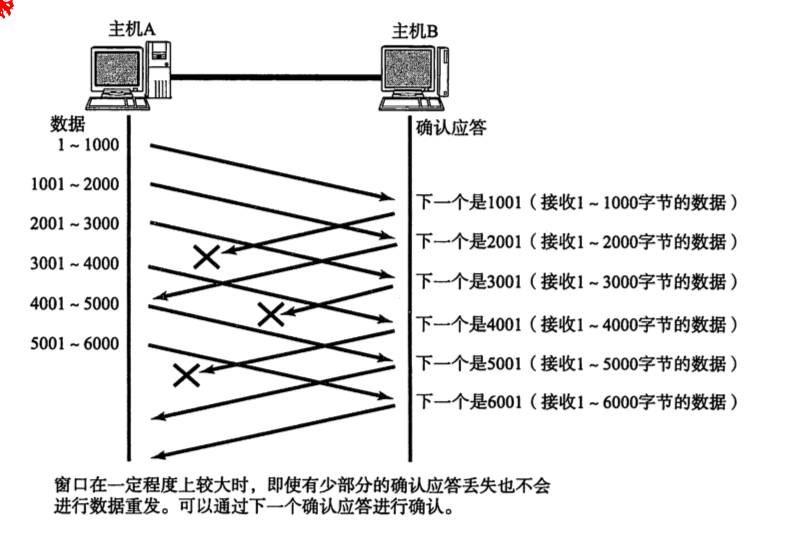 主机A
主机B
数据
确认应答
1～1000
1001～2000
2001～3000
3001～4000
4001～5000
5001～6000
下一个是1001（接收1～1000字节的数据）
下一个是2001（接收1～2000字节的数据）
下一个是3001（接收1～3000字节的数据）
下一个是4001（接收1～4000字节的数据）
下一个是5001（接收1～5000字节的数据）
下一个是6001（接收1～6000字节的数据）
窗口在一定程度上较大时，即使有少部分的确认应答丢失也不会
进行数据重发。可以通过下一个确认应答进行确认。